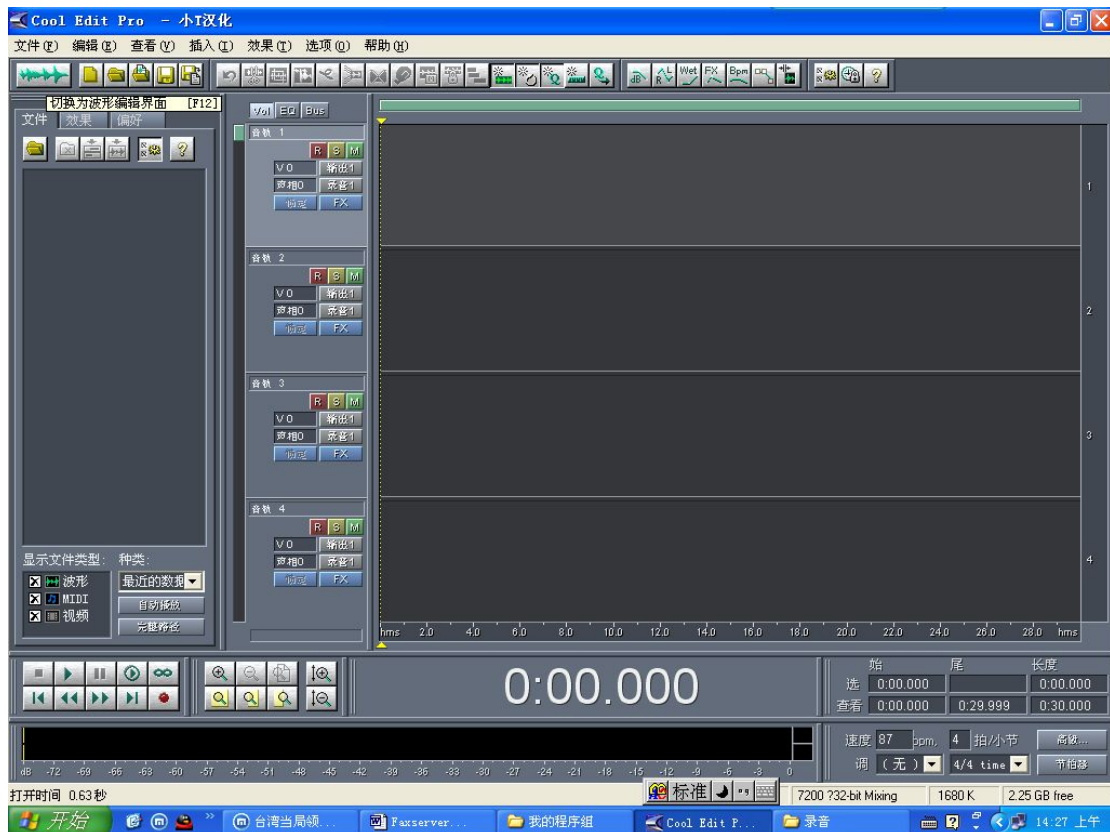 Cool Edit Pro - 小T汉化
文件(F) 编辑(E) 查看(V) 插入(I) 效果(T) 选项(O) 帮助(H)
Wet FX Bpm
dB
切换为波形编辑界面 [F12]
文件 效果 偏好
Vol EQ Bus
音轨 1
R S M
V 0 输出1
声相0 录音1
锁定 FX
1
音轨 2
R S M
V 0 输出1
声相0 录音1
锁定 FX
2
音轨 3
R S M
V 0 输出1
声相0 录音1
锁定 FX
3
音轨 4
R S M
V 0 输出1
声相0 录音1
锁定 FX
4
显示文件类型: 种类:
波形 最近的数据
MIDI 自动播放
视频 完整路径
hms 2.0 4.0 6.0 8.0 10.0 12.0 14.0 16.0 18.0 20.0 22.0 24.0 26.0 28.0 hms
0:00.000
始 尾 长度
选 0:00.000 0:00.000
查看 0:00.000 0:29.999 0:30.000
dB -72 -69 -66 -63 -60 -57 -54 -51 -48 -45 -42 -39 -36 -33 -30 -27 -24 -21 -18 -15 -12 -9 -6 -3 0
速度 87 bpm, 4 拍/小节 高级...
调 (无) 4/4 time 节拍器
打开时间 0.63 秒
标准
7200 ?32-bit Mixing 1680 K 2.25 GB free
开始 台湾当局领... Faxserver... 我的程序组 Cool Edit P... 录音 14:27 上午